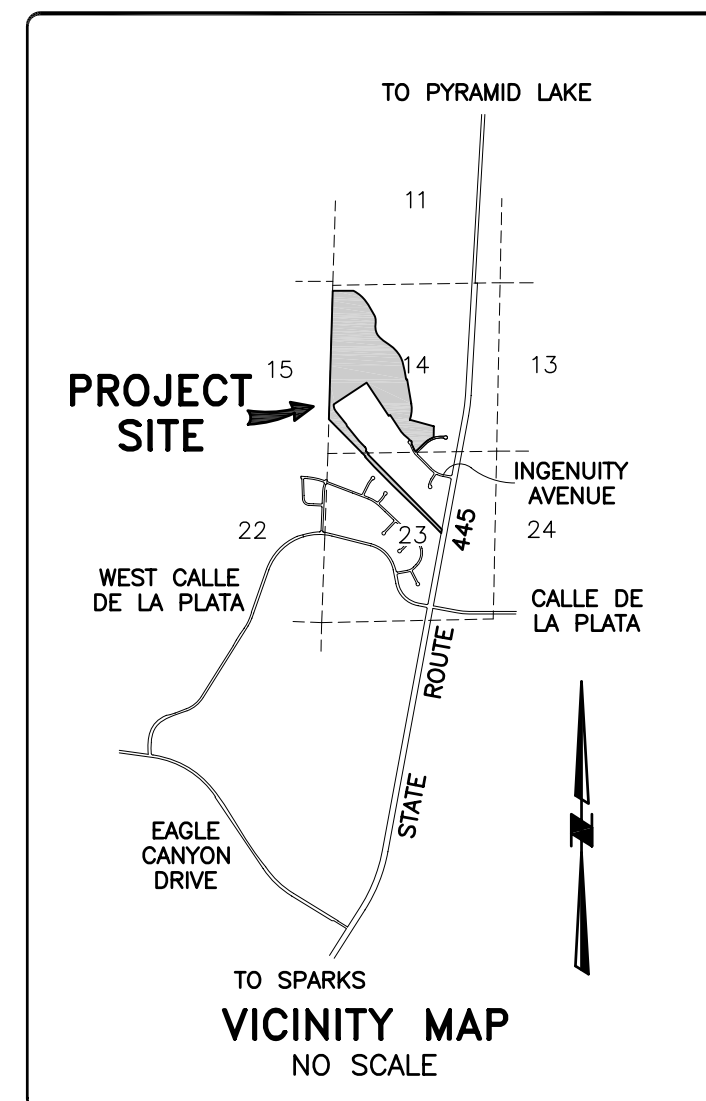 TO PYRAMID LAKE
11
15
14
13
PROJECT
SITE
INGENUITY
AVENUE
22
23
445
24
WEST CALLE
DE LA PLATA
CALLE DE
LA PLATA
ROUTE
STATE
N
EAGLE
CANYON
DRIVE
TO SPARKS
VICINITY MAP
NO SCALE